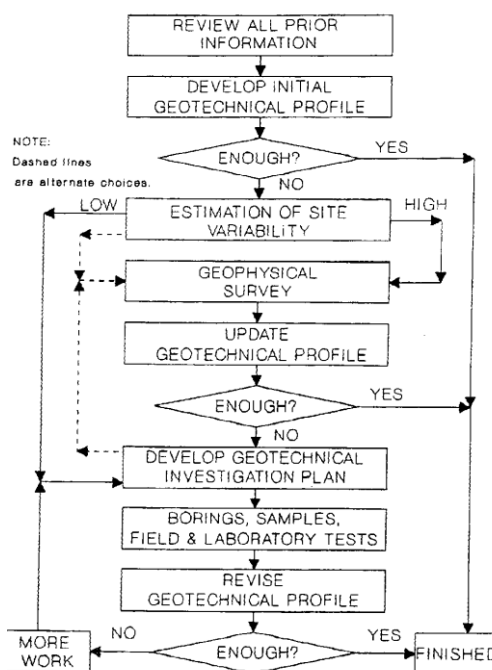 REVIEW ALL PRIOR
INFORMATION
DEVELOP INITIAL
GEOTECHNICAL PROFILE
NOTE:
Dashed lines
are alternate choices.
ENOUGH?
YES
NO
LOW
ESTIMATION OF SITE
VARIABILITY
HIGH
GEOPHYSICAL
SURVEY
UPDATE
GEOTECHNICAL PROFILE
ENOUGH?
YES
NO
DEVELOP GEOTECHNICAL
INVESTIGATION PLAN
BORINGS, SAMPLES,
FIELD & LABORATORY TESTS
REVISE
GEOTECHNICAL PROFILE
MORE
WORK
NO
ENOUGH?
YES
FINISHED